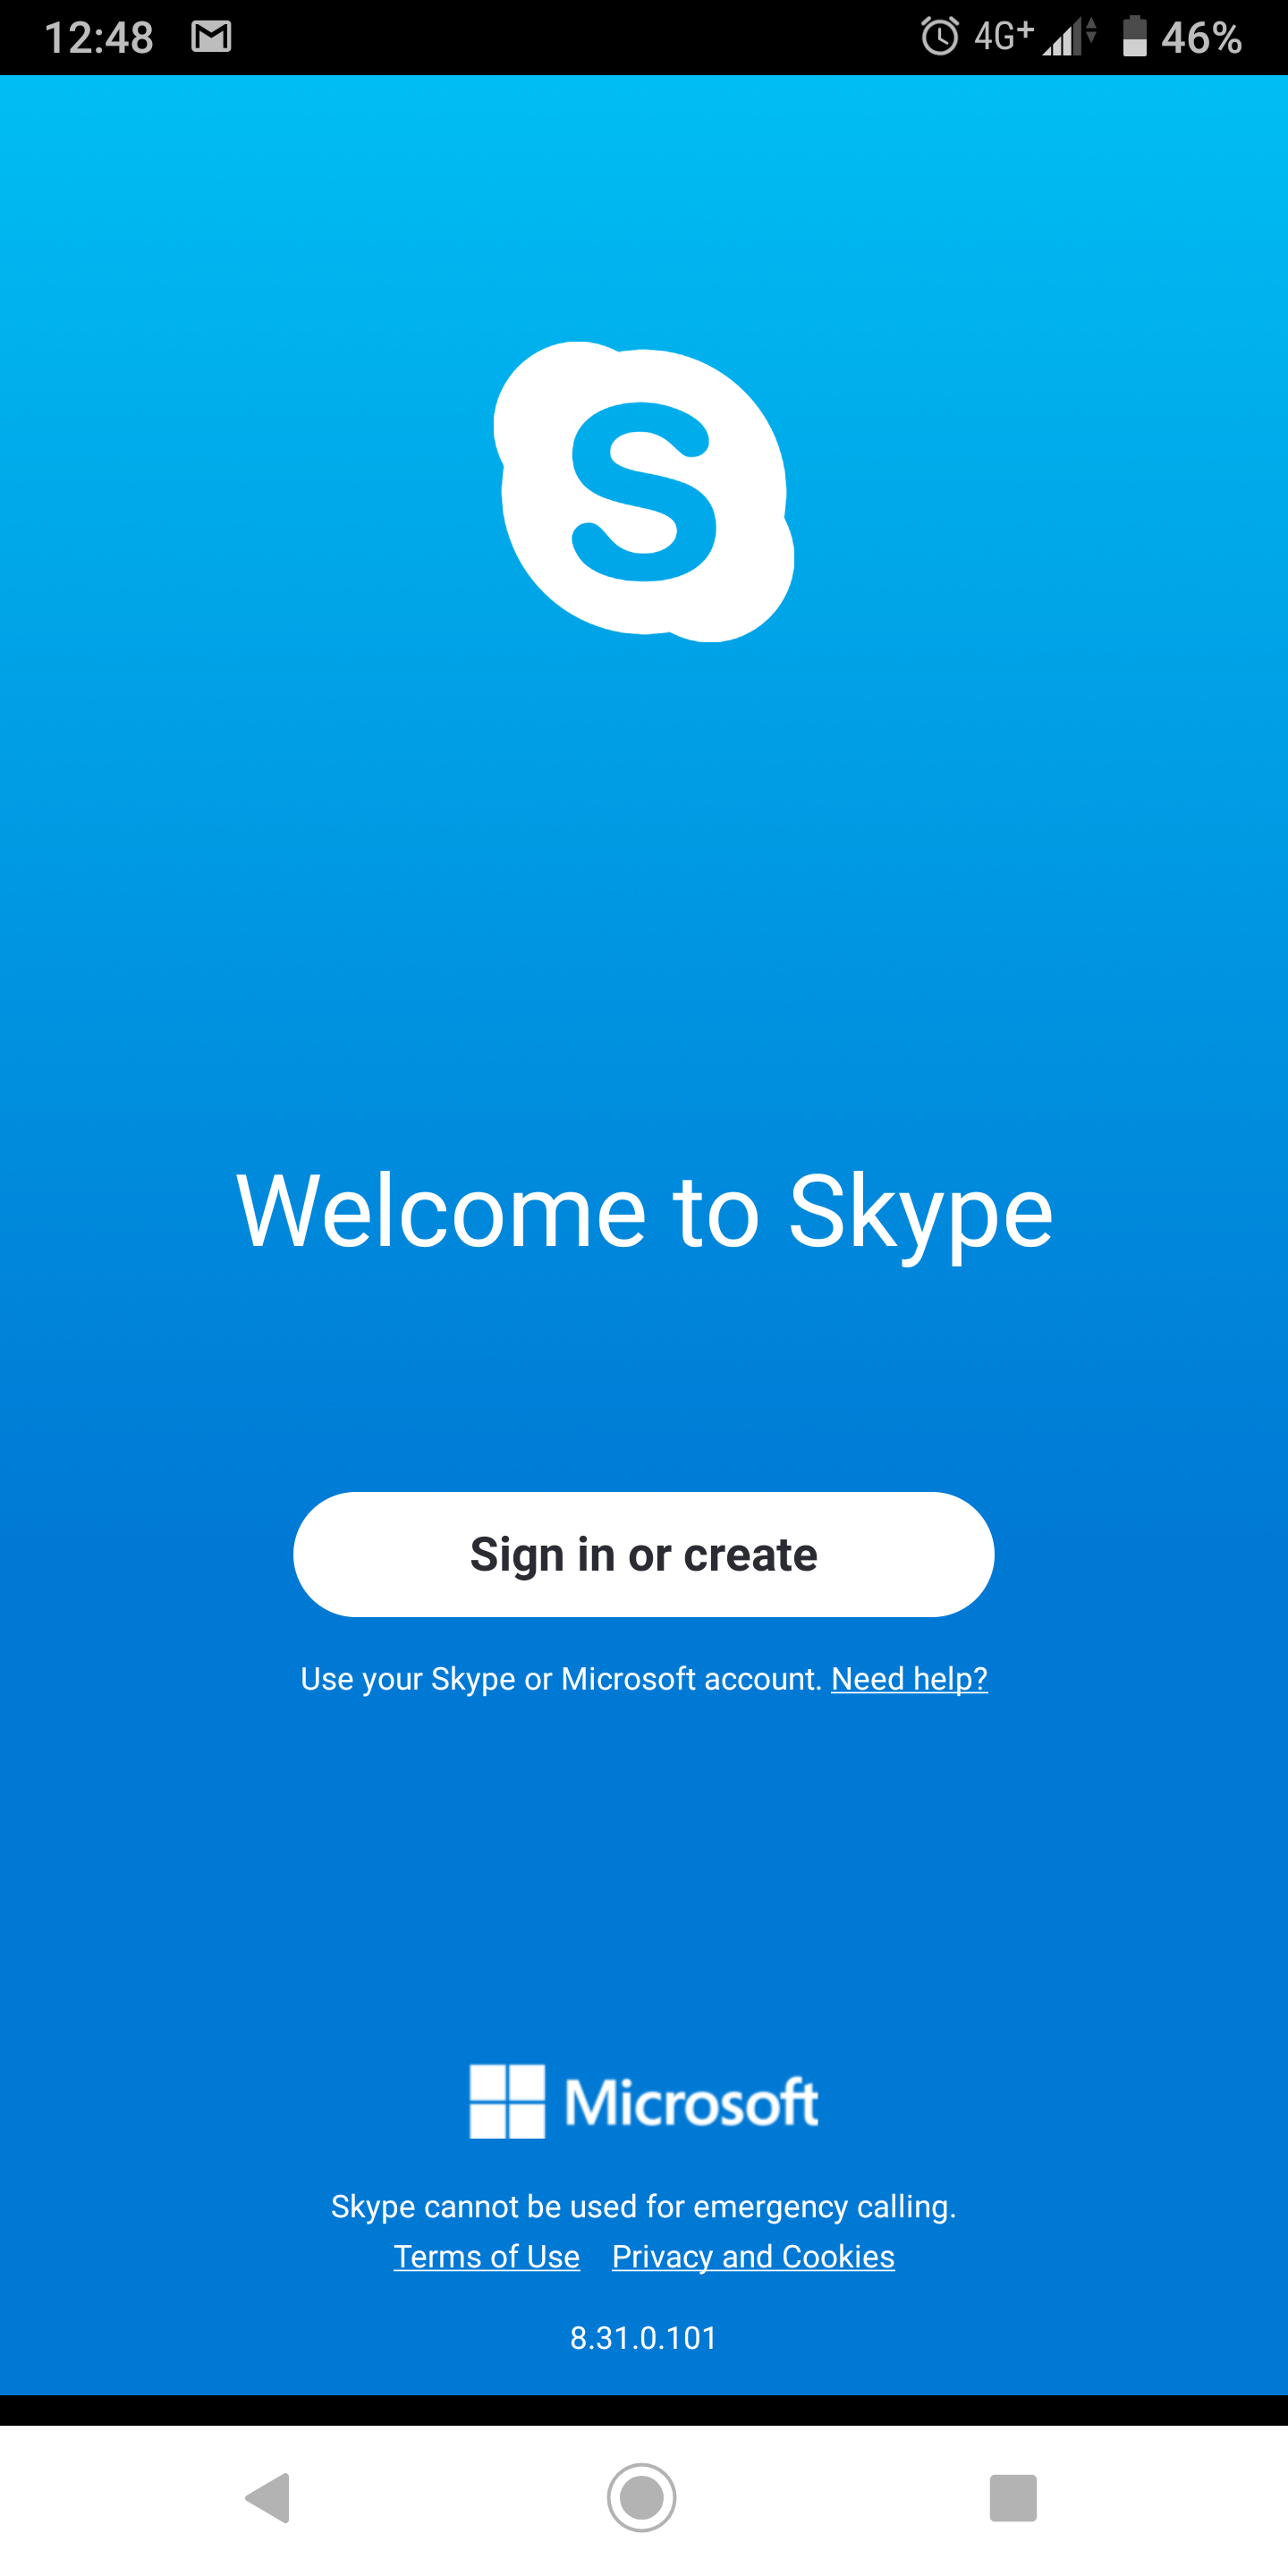 12:48 4G+ 46%
S
Welcome to Skype
Sign in or create
Use your Skype or Microsoft account. Need help?
Microsoft
Skype cannot be used for emergency calling.
Terms of Use Privacy and Cookies
8.31.0.101